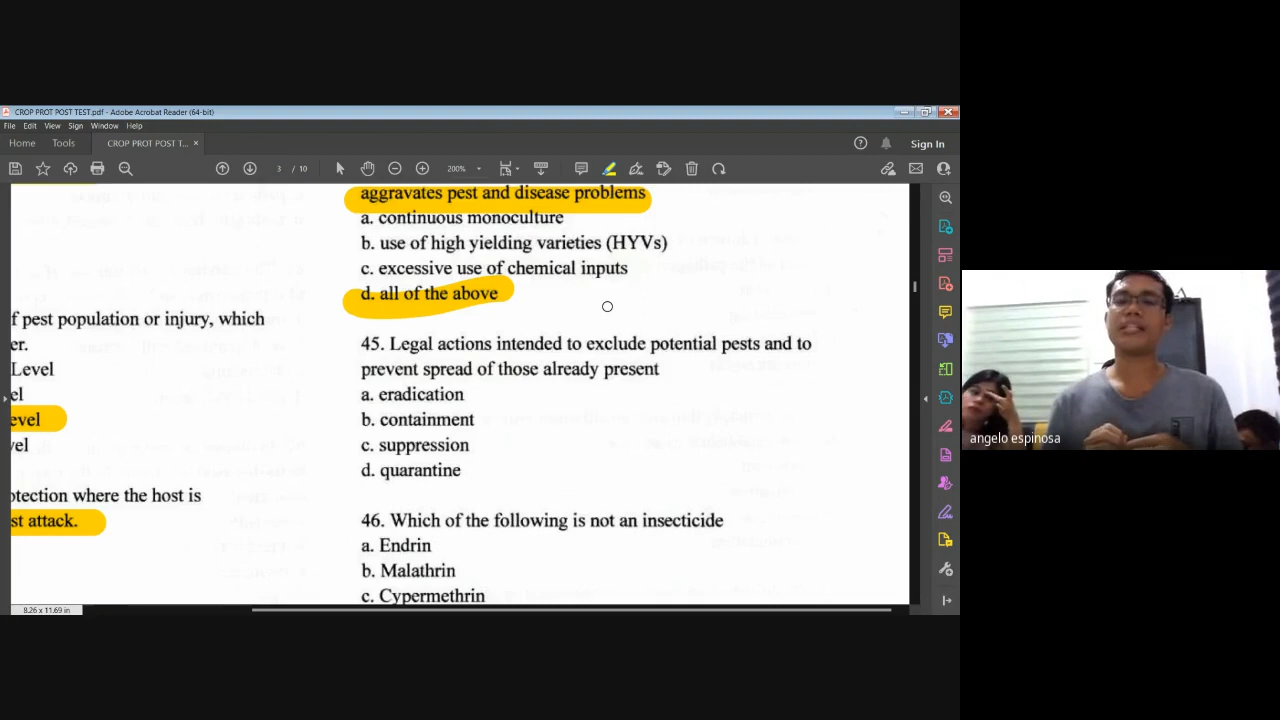 CROP PROT POST TEST.pdf - Adobe Acrobat Reader (64-bit)
File Edit View Sign Window Help
Home Tools CROP PROT POST T... × Sign In
3 / 10 200%
aggravates pest and disease problems
a. continuous monoculture
b. use of high yielding varieties (HYVs)
c. excessive use of chemical inputs
d. all of the above
f pest population or injury, which
er.
Level
el
evel
vel
otection where the host is
st attack.
45. Legal actions intended to exclude potential pests and to
prevent spread of those already present
a. eradication
b. containment
c. suppression
d. quarantine
46. Which of the following is not an insecticide
a. Endrin
b. Malathrin
c. Cypermethrin
8.26 x 11.69 in
angelo espinosa